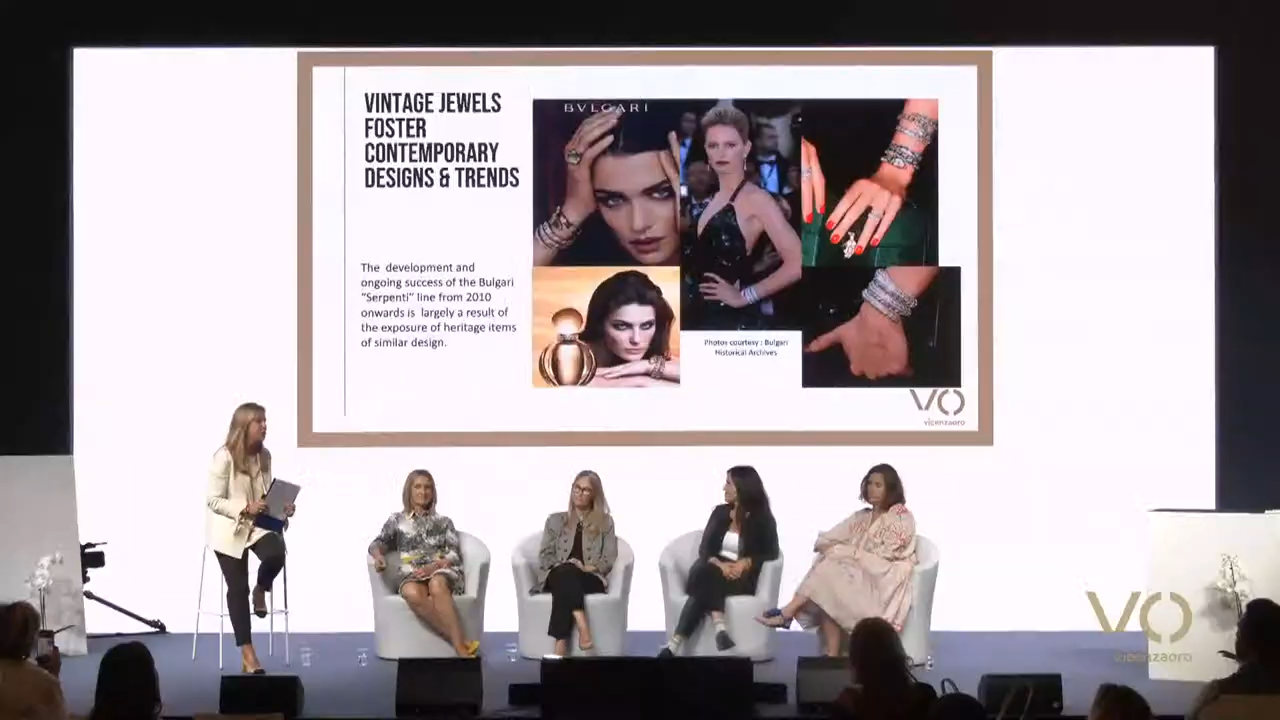 VINTAGE JEWELS
FOSTER
CONTEMPORARY
DESIGNS & TRENDS
BVLGARI
The development and
ongoing success of the Bulgari
"Serpenti" line from 2010
onwards is largely a result of
the exposure of heritage items
of similar design.
Photos courtesy : Bulgari
Historical Archives
VO
vicenzaoro
VO
vicenzaoro